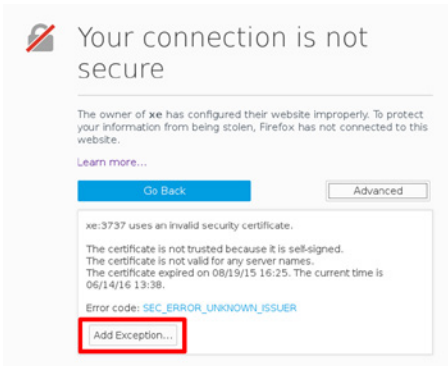 Your connection is not
secure
The owner of xe has configured their website improperly. To protect
your information from being stolen, Firefox has not connected to this
website.
Learn more...
Go Back
Advanced
xe:3737 uses an invalid security certificate.
The certificate is not trusted because it is self-signed.
The certificate is not valid for any server names.
The certificate expired on 08/19/15 16:25. The current time is
06/14/16 13:38.
Error code: SEC_ERROR_UNKNOWN_ISSUER
Add Exception...